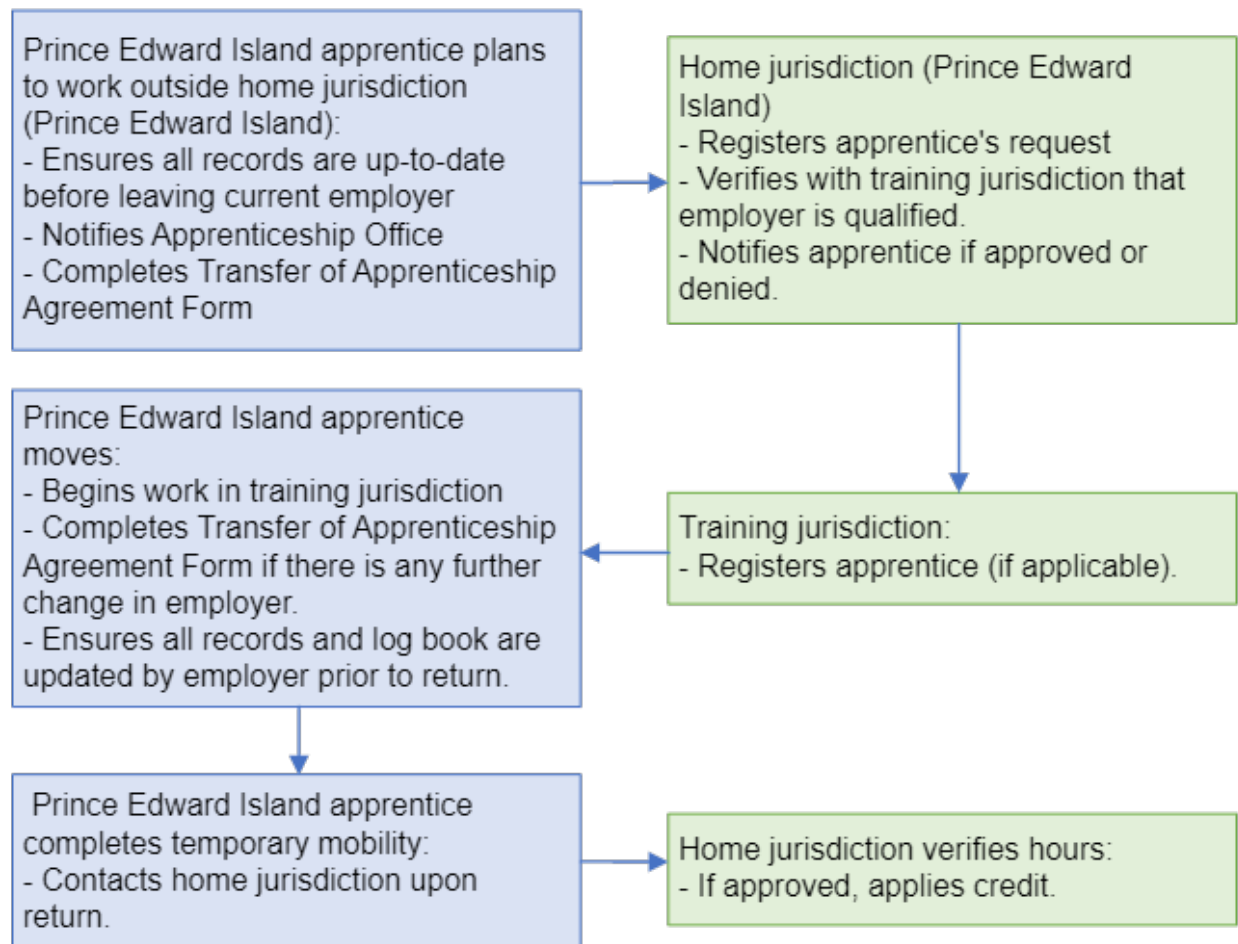 Prince Edward Island apprentice plans
to work outside home jurisdiction
(Prince Edward Island):
- Ensures all records are up-to-date
before leaving current employer
- Notifies Apprenticeship Office
- Completes Transfer of Apprenticeship
Agreement Form
Home jurisdiction (Prince Edward
Island)
- Registers apprentice's request
- Verifies with training jurisdiction that
employer is qualified.
- Notifies apprentice if approved or
denied.
Training jurisdiction:
- Registers apprentice (if applicable).
Prince Edward Island apprentice
moves:
- Begins work in training jurisdiction
- Completes Transfer of Apprenticeship
Agreement Form if there is any further
change in employer.
- Ensures all records and log book are
updated by employer prior to return.
Prince Edward Island apprentice
completes temporary mobility:
- Contacts home jurisdiction upon
return.
Home jurisdiction verifies hours:
- If approved, applies credit.